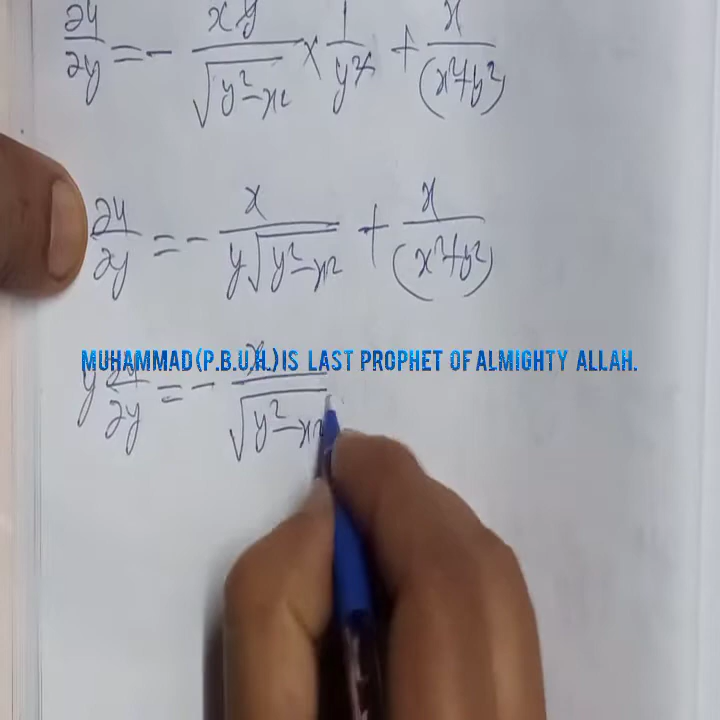 ∂u/∂y = - xy/√(y²-x²) × 1/y² + x/(x²+y²)
∂u/∂y = - x/(y√(y²-x²)) + x/(x²+y²)
MUHAMMAD(P.B.U.H.) IS LAST PROPHET OF ALMIGHTY ALLAH.
y ∂u/∂y = - x/√(y²-x²)